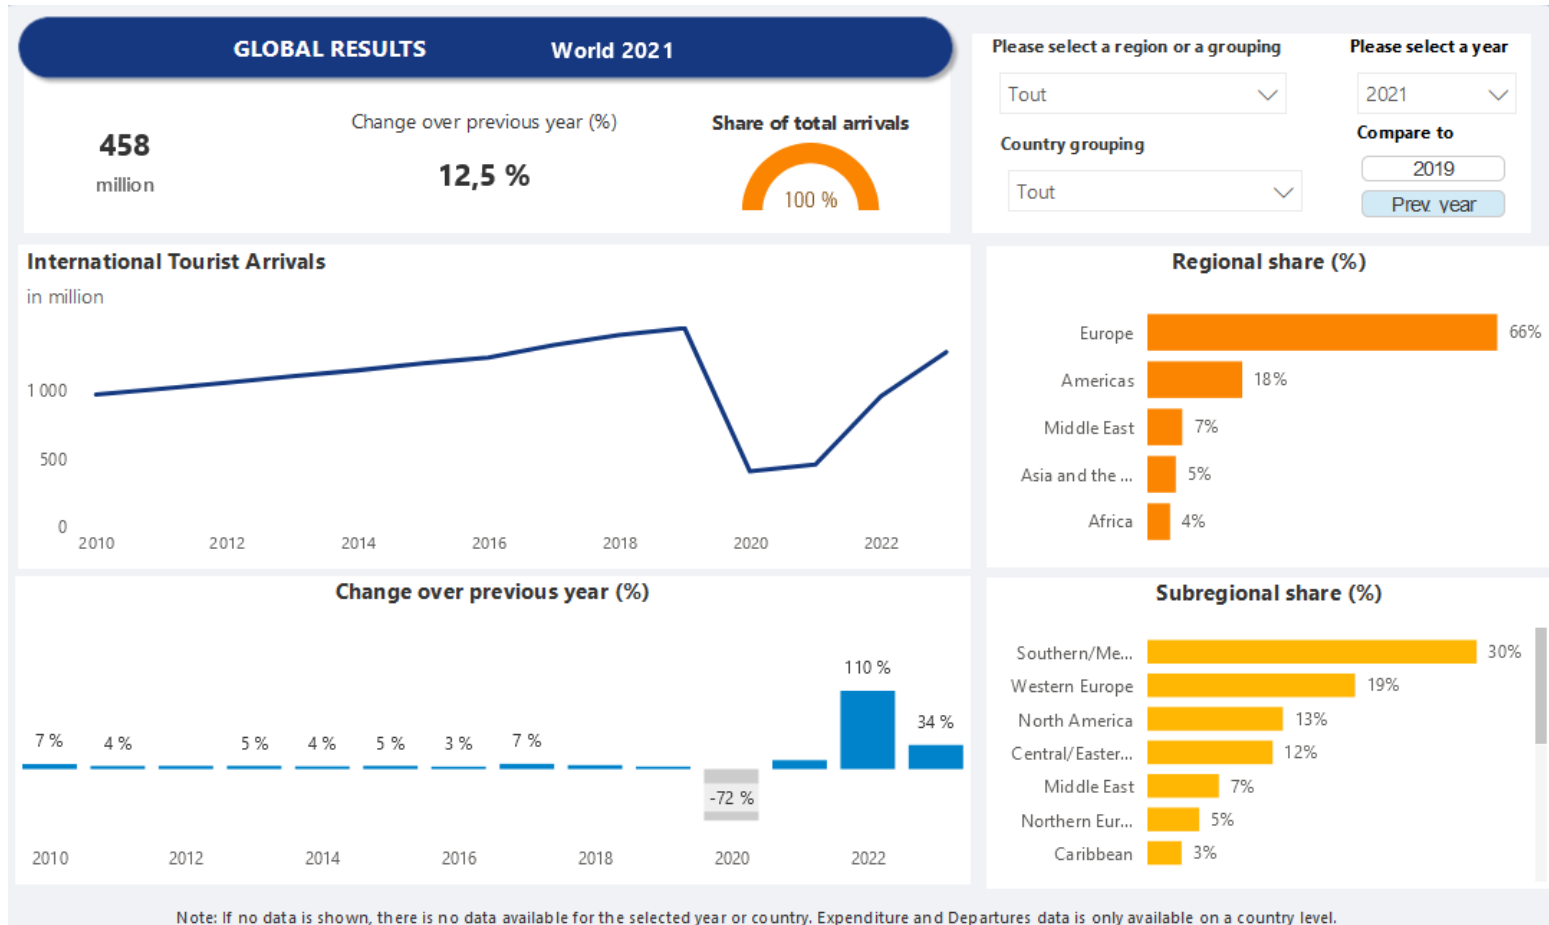 GLOBAL RESULTS World 2021
458
million
Change over previous year (%)
12,5 %
Share of total arrivals
100 %
Please select a region or a grouping
Tout
Please select a year
2021
Country grouping
Tout
Compare to
2019
Prev. year
International Tourist Arrivals
in million
1 000
500
0
2010 2012 2014 2016 2018 2020 2022
Regional share (%)
Europe 66%
Americas 18%
Middle East 7%
Asia and the ... 5%
Africa 4%
Change over previous year (%)
7 % 4 % 5 % 4 % 5 % 3 % 7 % -72 % 110 % 34 %
2010 2012 2014 2016 2018 2020 2022
Subregional share (%)
Southern/Me... 30%
Western Europe 19%
North America 13%
Central/Easter... 12%
Middle East 7%
Northern Eur... 5%
Caribbean 3%
Note: If no data is shown, there is no data available for the selected year or country. Expenditure and Departures data is only available on a country level.